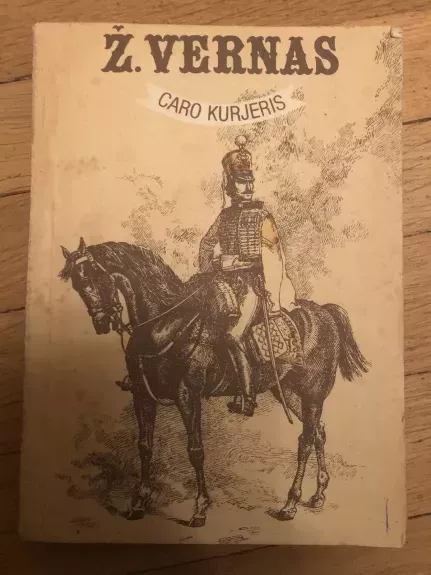 Ž. VERNAS
CARO KURJERIS